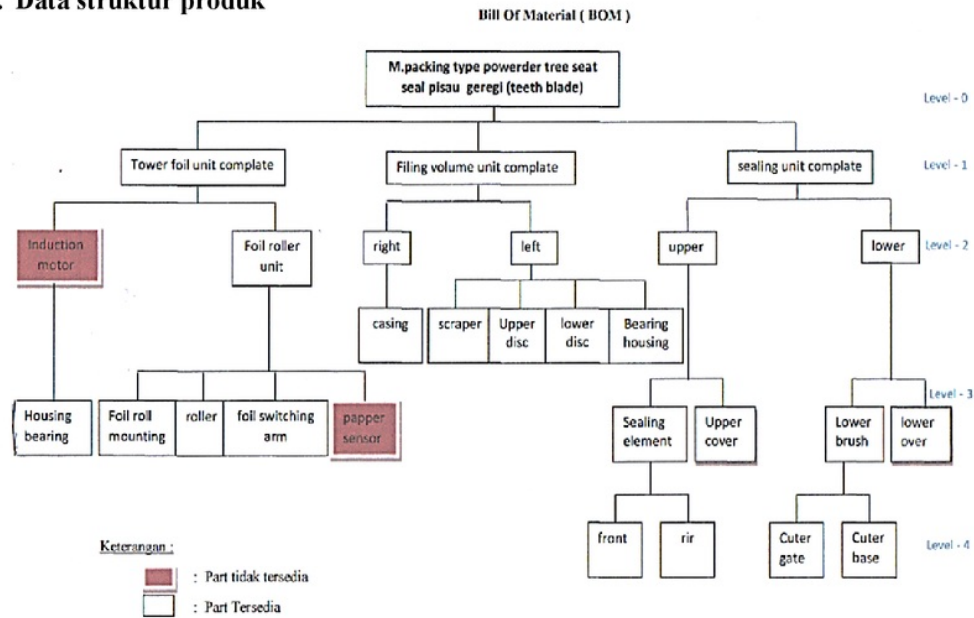 . Data struktur produk
Bill Of Material ( BOM )
M.packing type powerder tree seat
seal pisau geregi (teeth blade)
Level - 0
Tower foil unit complate
Filing volume unit complate
sealing unit complate
Level - 1
Induction
motor
Foil roller
unit
right
left
upper
lower
Level - 2
casing
scraper
Upper
disc
lower
disc
Bearing
housing
Level - 3
Housing
bearing
Foil roll
mounting
roller
foil switching
arm
papper
sensor
Sealing
element
Upper
cover
Lower
brush
lower
over
front
rir
Cuter
gate
Cuter
base
Level - 4
Keterangan :
: Part tidak tersedia
: Part Tersedia